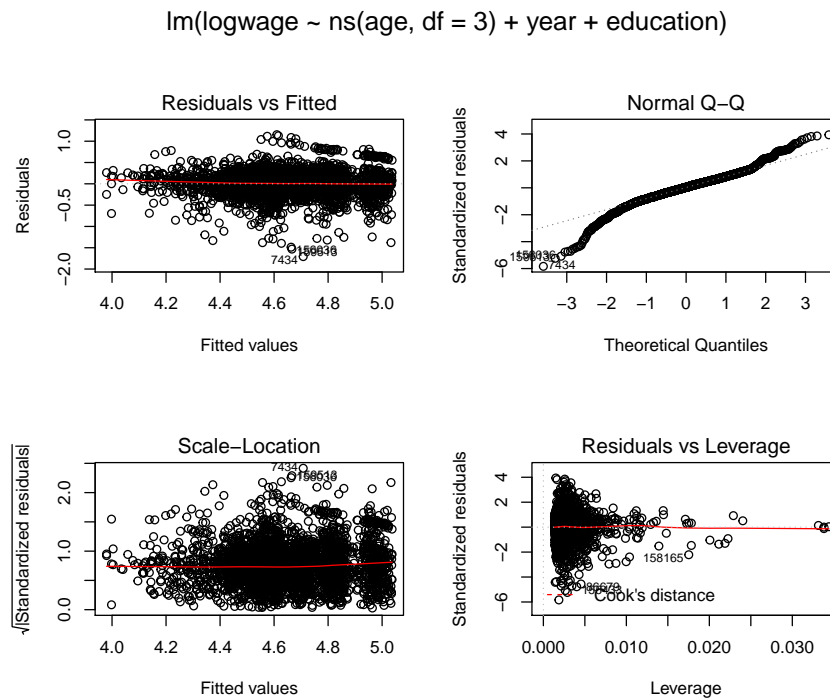 lm(logwage ~ ns(age, df = 3) + year + education)
Residuals vs Fitted
Residuals
1.0
−0.5
−2.0
7434
4.0 4.2 4.4 4.6 4.8 5.0
Fitted values
Normal Q−Q
Standardized residuals
4
2
−2
−6
7434
−3 −2 −1 0 1 2 3
Theoretical Quantiles
Scale−Location
√|Standardized residuals|
2.0
1.0
0.0
7434
4.0 4.2 4.4 4.6 4.8 5.0
Fitted values
Residuals vs Leverage
Standardized residuals
4
2
−2
−6
158165
Cook's distance
0.000 0.010 0.020 0.030
Leverage